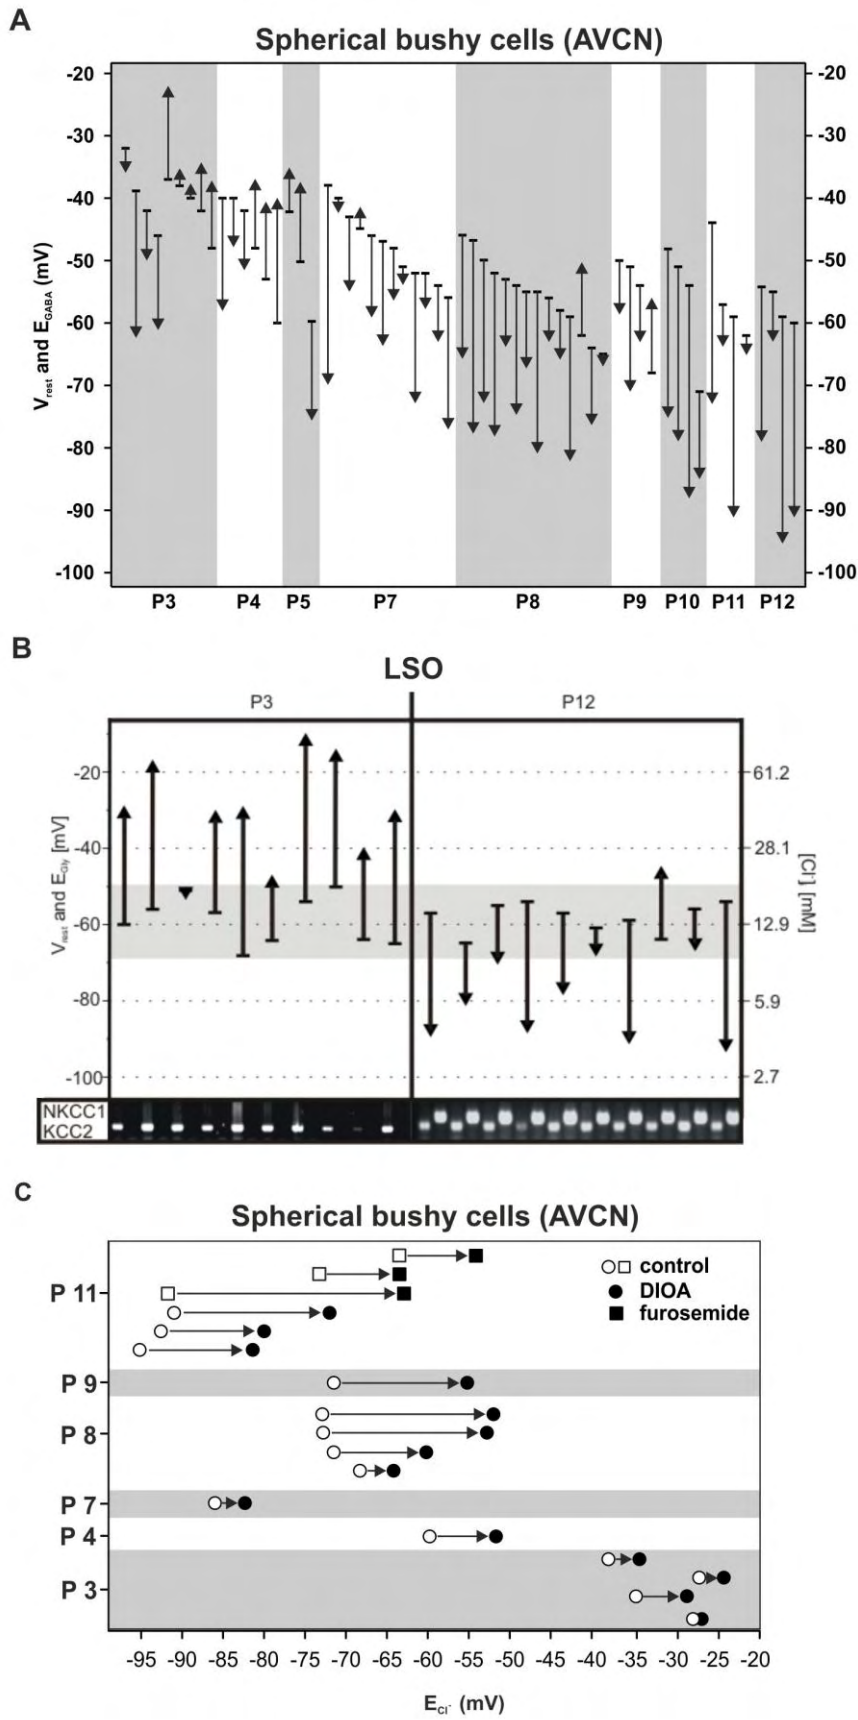 A
Spherical bushy cells (AVCN)
Vrest and EGABA (mV)
-20 -20
-30 -30
-40 -40
-50 -50
-60 -60
-70 -70
-80 -80
-90 -90
-100 -100
P3 P4 P5 P7 P8 P9 P10 P11 P12
B
LSO
P3 P12
Vrest and EGly [mV]
[Cl-]i [mM]
-20 61.2
-40 28.1
-60 12.9
-80 5.9
-100 2.7
NKCC1
KCC2
C
Spherical bushy cells (AVCN)
control
DIOA
furosemide
P 11
P 9
P 8
P 7
P 4
P 3
-95 -90 -85 -80 -75 -70 -65 -60 -55 -50 -45 -40 -35 -30 -25 -20
ECl- (mV)